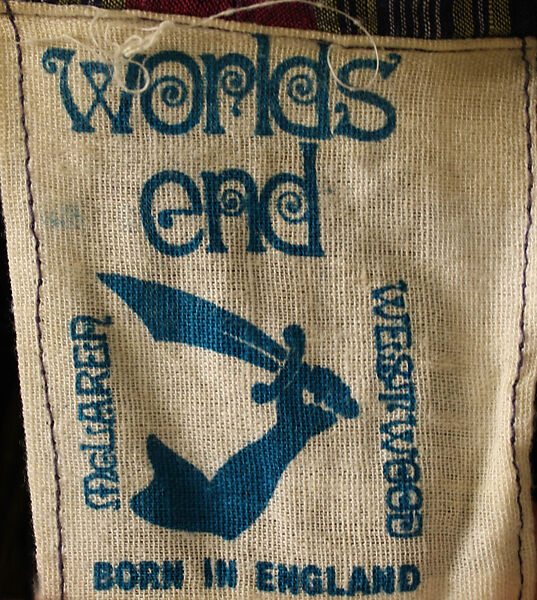 worlds
end
McLAREN
WESTWOOD
BORN IN ENGLAND